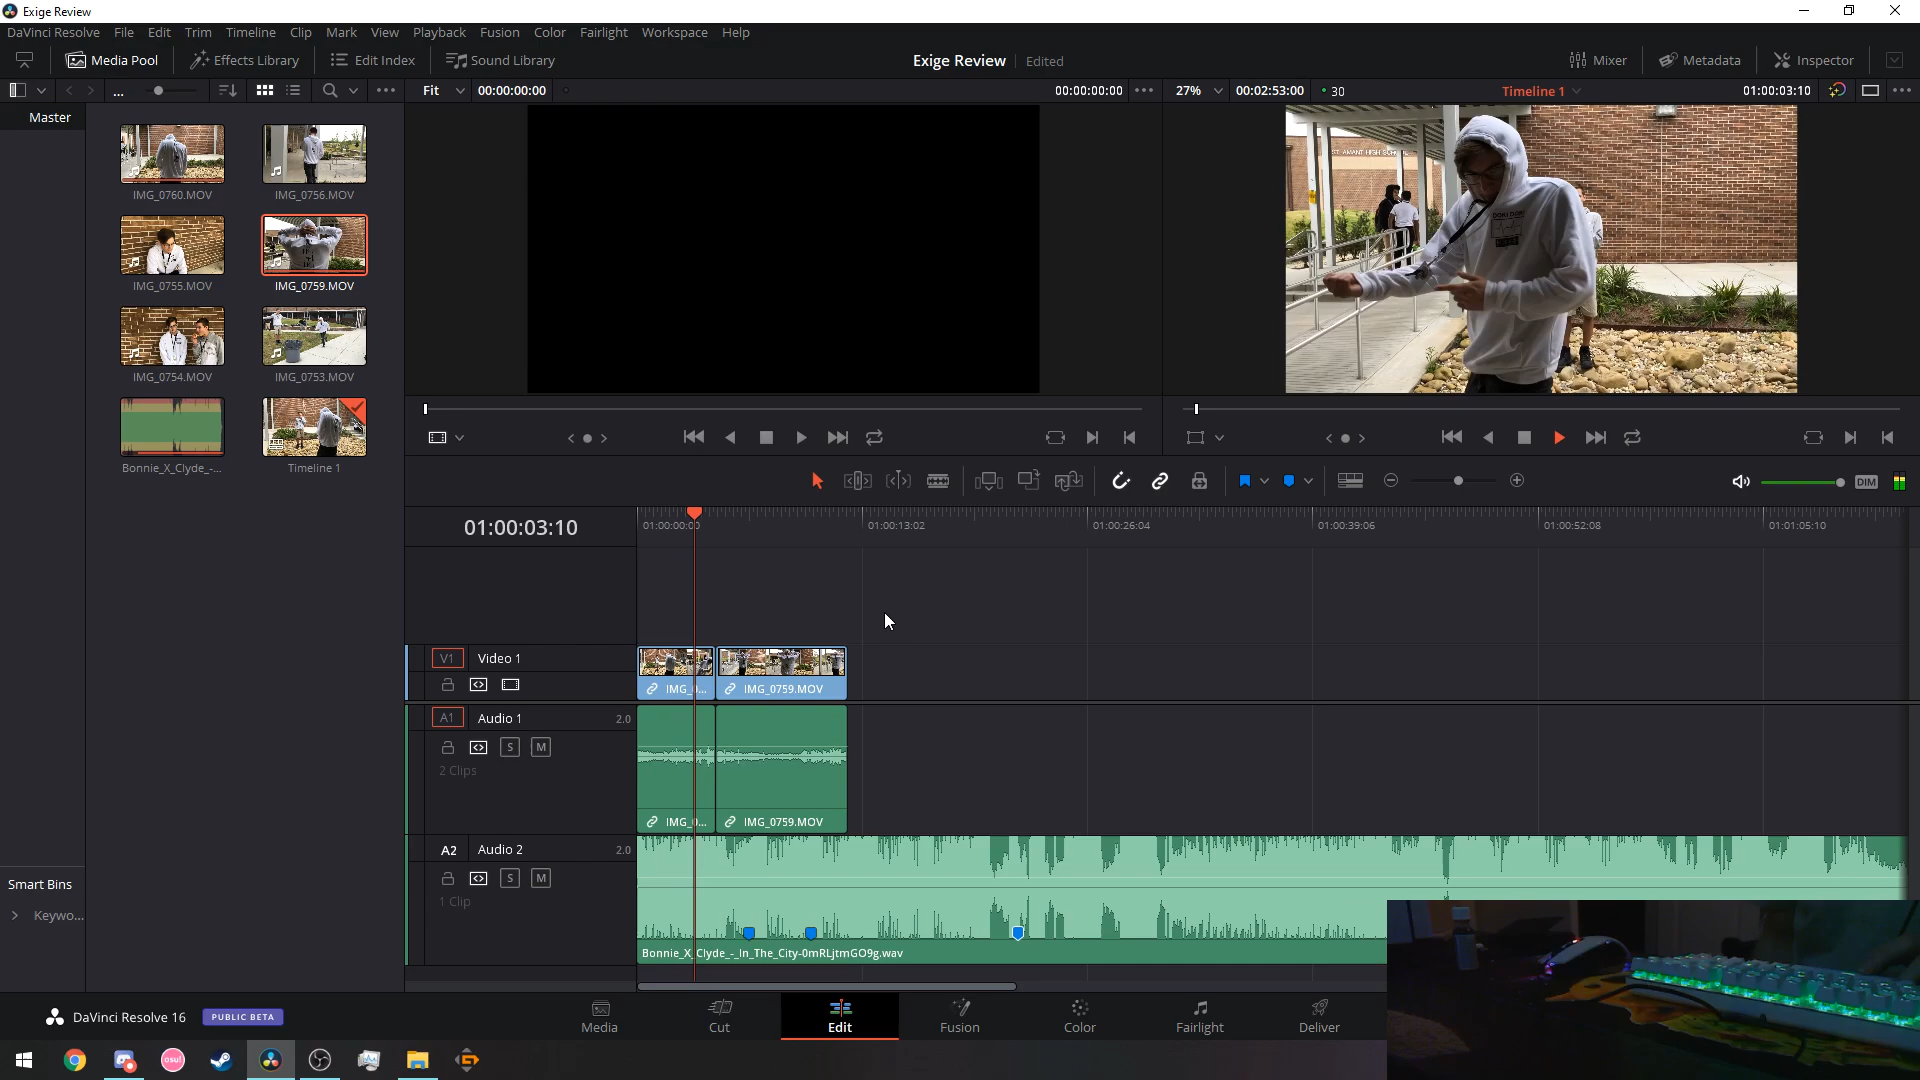 Exige Review
DaVinci Resolve File Edit Trim Timeline Clip Mark View Playback Fusion Color Fairlight Workspace Help
Media Pool Effects Library Edit Index Sound Library Exige Review Edited Mixer Metadata Inspector
... Fit 00:00:00:00 00:00:00:00 27% 00:02:53:00 30 Timeline 1 01:00:03:10
Master
IMG_0760.MOV IMG_0756.MOV
IMG_0755.MOV IMG_0759.MOV
IMG_0754.MOV IMG_0753.MOV
Bonnie_X_Clyde_-... Timeline 1
ST. AMANT HIGH SCHOOL
DIM
01:00:03:10 01:00:00:00 01:00:13:02 01:00:26:04 01:00:39:06 01:00:52:08 01:01:05:10
V1 Video 1
IMG_0... IMG_0759.MOV
A1 Audio 1 2.0
S M
2 Clips
IMG_0... IMG_0759.MOV
A2 Audio 2 2.0
S M
1 Clip
Bonnie_X_Clyde_-_In_The_City-0mRLjtmGO9g.wav
Smart Bins
Keywo...
DaVinci Resolve 16 PUBLIC BETA
Media Cut Edit Fusion Color Fairlight Deliver
osu!